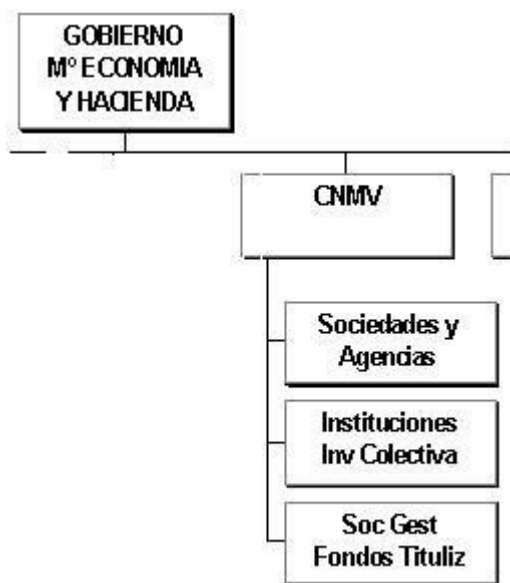 GOBIERNO
Mº ECONOMIA
Y HACIENDA
CNMV
Sociedades y
Agencias
Instituciones
Inv Colectiva
Soc Gest
Fondos Tituliz